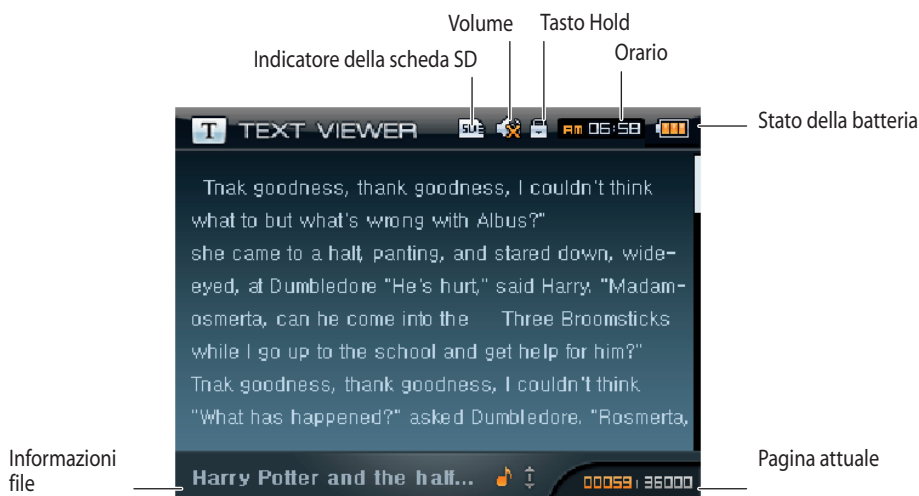 Volume
Tasto Hold
Indicatore della scheda SD
Orario
Stato della batteria
T TEXT VIEWER AM 06:58
Tnak goodness, thank goodness, I couldn't think
what to but what's wrong with Albus?"
she came to a halt, panting, and stared down, wide-
eyed, at Dumbledore "He's hurt," said Harry. "Madam-
osmerta, can he come into the Three Broomsticks
while I go up to the school and get help for him?"
Tnak goodness, thank goodness, I couldn't think
"What has happened?" asked Dumbledore. "Rosmerta,
Informazioni
file
Harry Potter and the half...
00059 | 36000
Pagina attuale